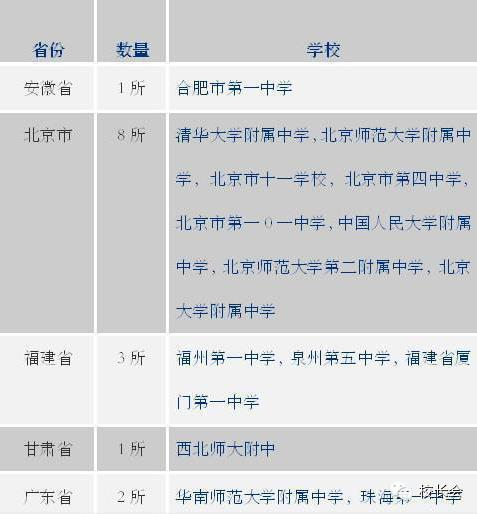 省份 数量 学校
安徽省 1 所 合肥市第一中学
北京市 8 所 清华大学附属中学,北京师范大学附属中
学, 北京市十一学校, 北京市第四中学,
北京市第一0一中学,中国人民大学附属
中学, 北京师范大学第二附属中学, 北京
大学附属中学
福建省 3 所 福州第一中学, 泉州第五中学, 福建省厦
门第一中学
甘肃省 1 所 西北师大附中
广东省 2 所 华南师范大学附属中学, 珠海第一中学
校长会